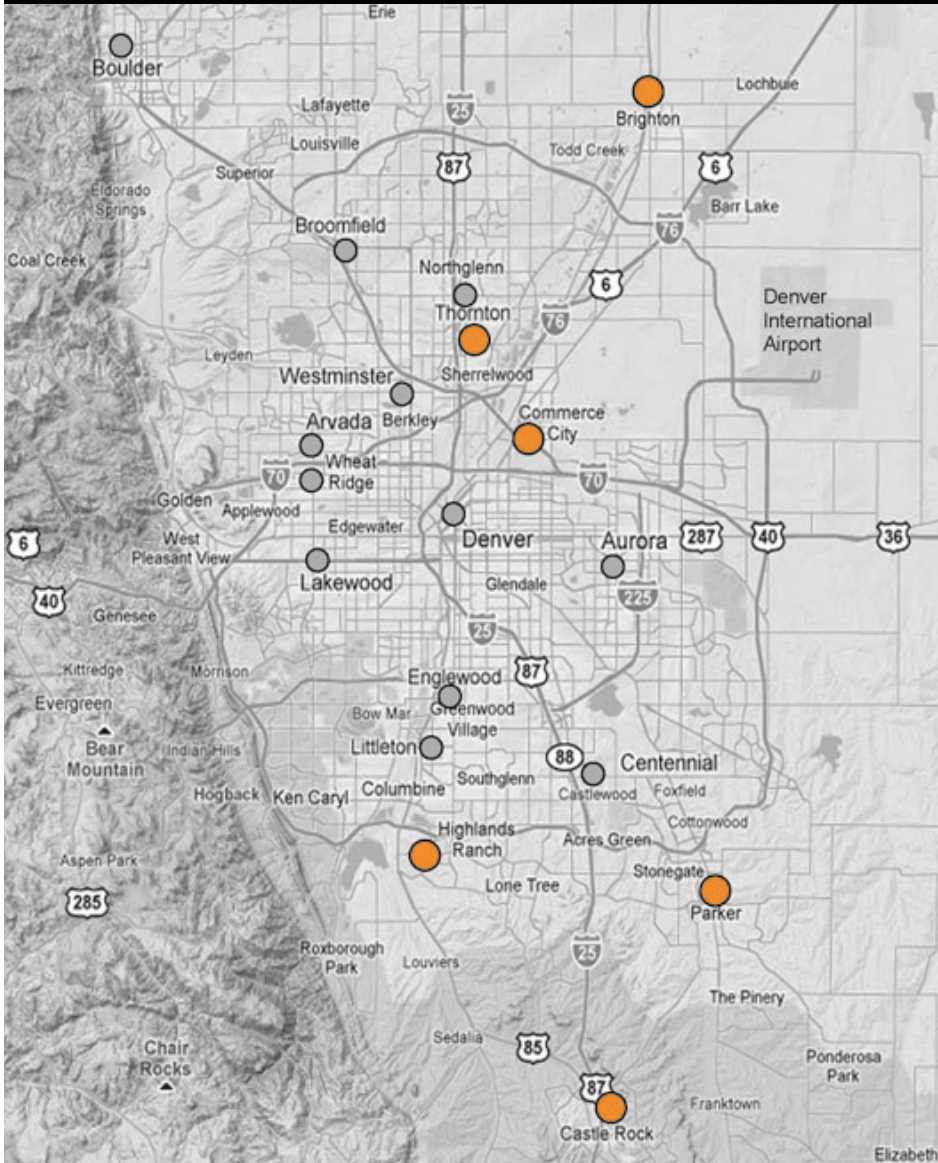 Erie
Boulder
Lochbuie
Lafayette
25
Brighton
Louisville
Todd Creek
87
6
Superior
Eldorado
Springs
Barr Lake
Broomfield
76
Coal Creek
Northglenn
6
Denver
International
Airport
Thornton
76
Leyden
Sherrelwood
Westminster
Berkley
Commerce
City
Arvada
Wheat
Ridge
70
70
Golden
Applewood
Edgewater
West
Pleasant View
6
Denver
Aurora
287
40
36
Lakewood
Glendale
225
40
Genesee
25
Kittredge
Morrison
87
Englewood
Evergreen
Bow Mar
Greenwood
Village
Bear
Mountain
Indian Hills
Littleton
88
Centennial
Southglenn
Castlewood
Foxfield
Hogback
Ken Caryl
Columbine
Cottonwood
Highlands
Ranch
Acres Green
Aspen Park
Stonegate
Lone Tree
285
Parker
Roxborough
Park
Louviers
25
The Pinery
Sedalia
85
Chair
Rocks
Ponderosa
Park
87
Franktown
Castle Rock
Elizabeth